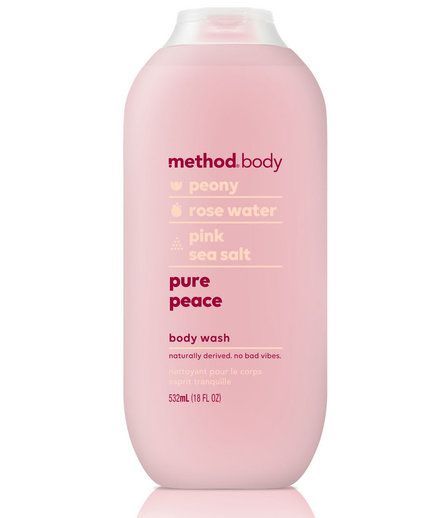 method. body
peony
rose water
pink
sea salt
pure
peace
body wash
naturally derived. no bad vibes.
nettoyant pour le corps
esprit tranquille
532mL (18 FL OZ)